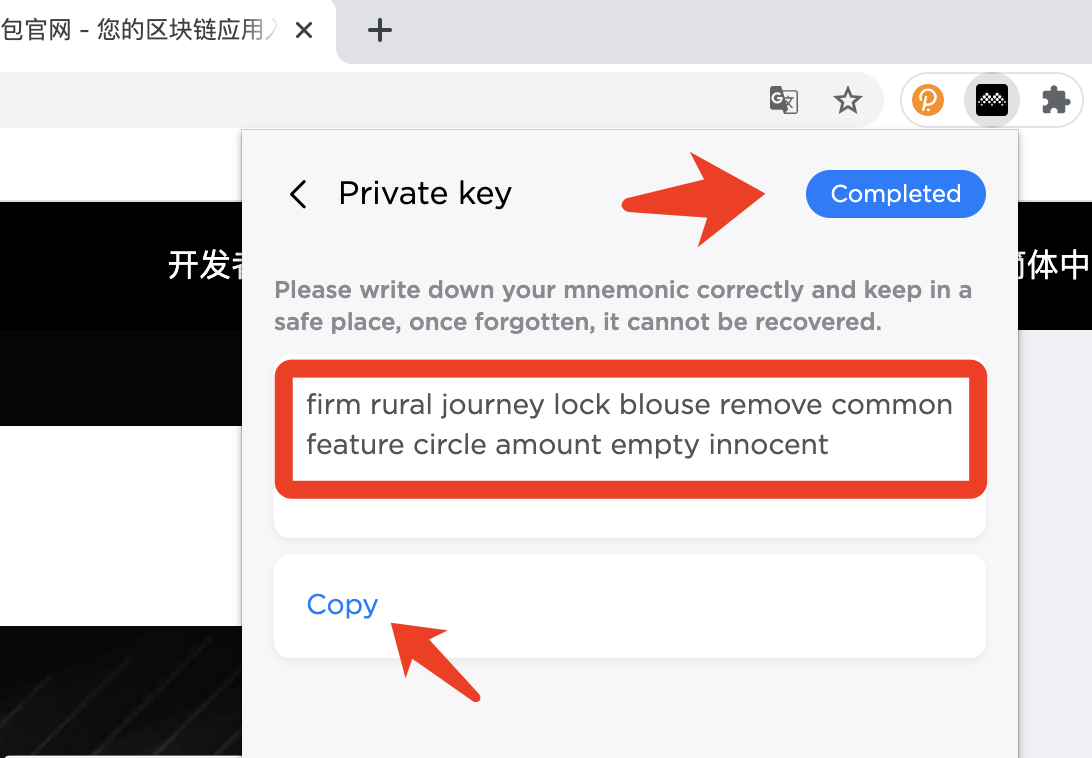 包官网 - 您的区块链应用
Private key
Completed
开发者
简体中
Please write down your mnemonic correctly and keep in a
safe place, once forgotten, it cannot be recovered.
firm rural journey lock blouse remove common
feature circle amount empty innocent
Copy